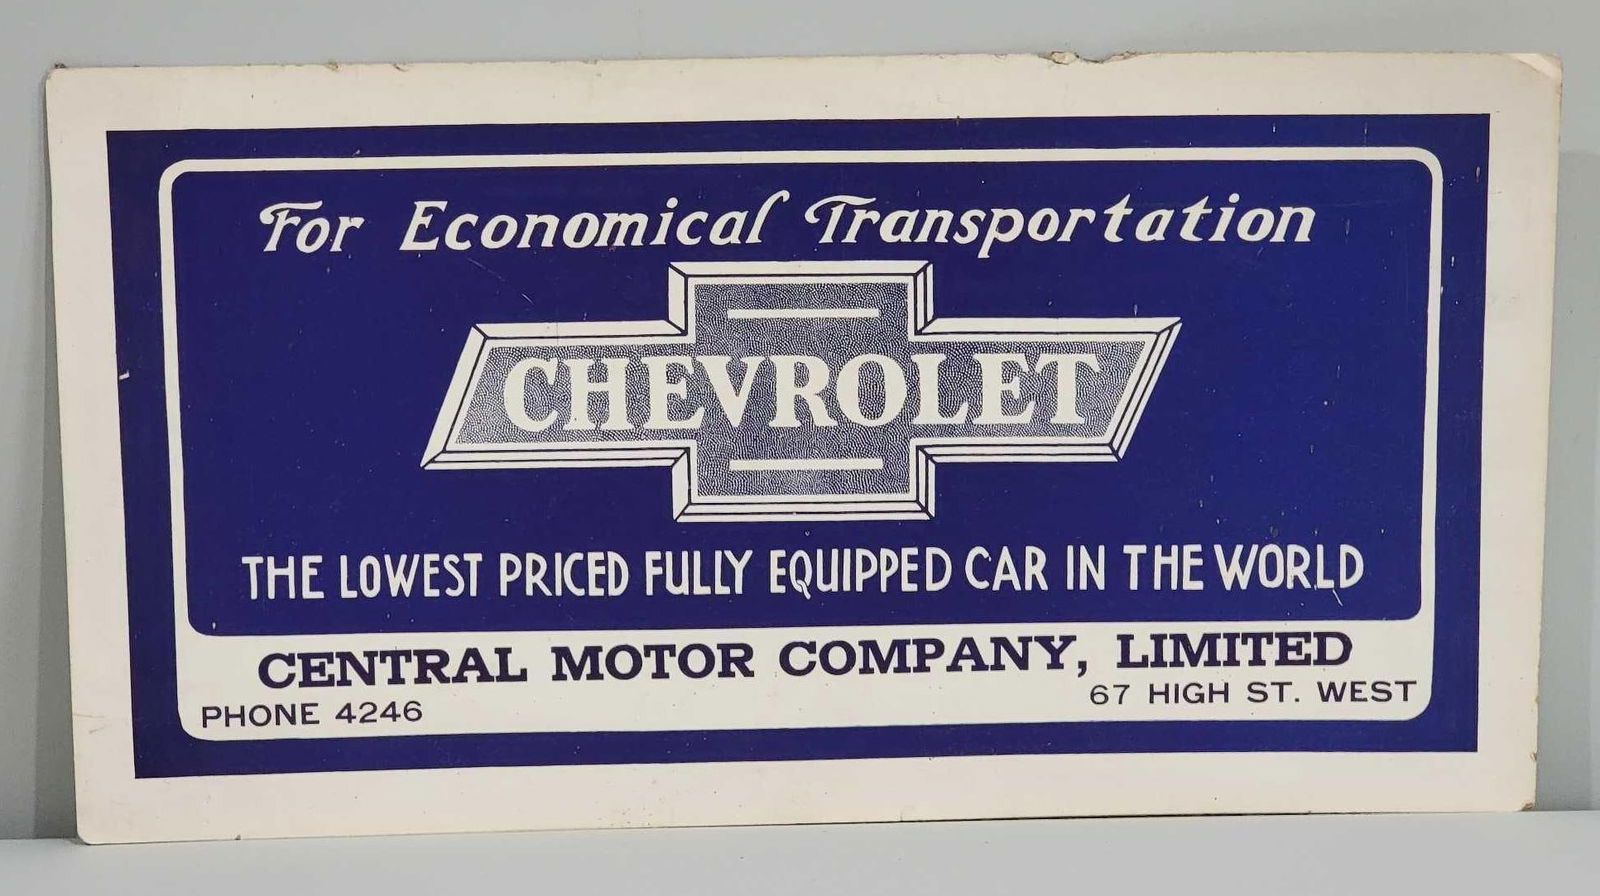 For Economical Transportation
CHEVROLET
THE LOWEST PRICED FULLY EQUIPPED CAR IN THE WORLD
CENTRAL MOTOR COMPANY, LIMITED
PHONE 4246
67 HIGH ST. WEST